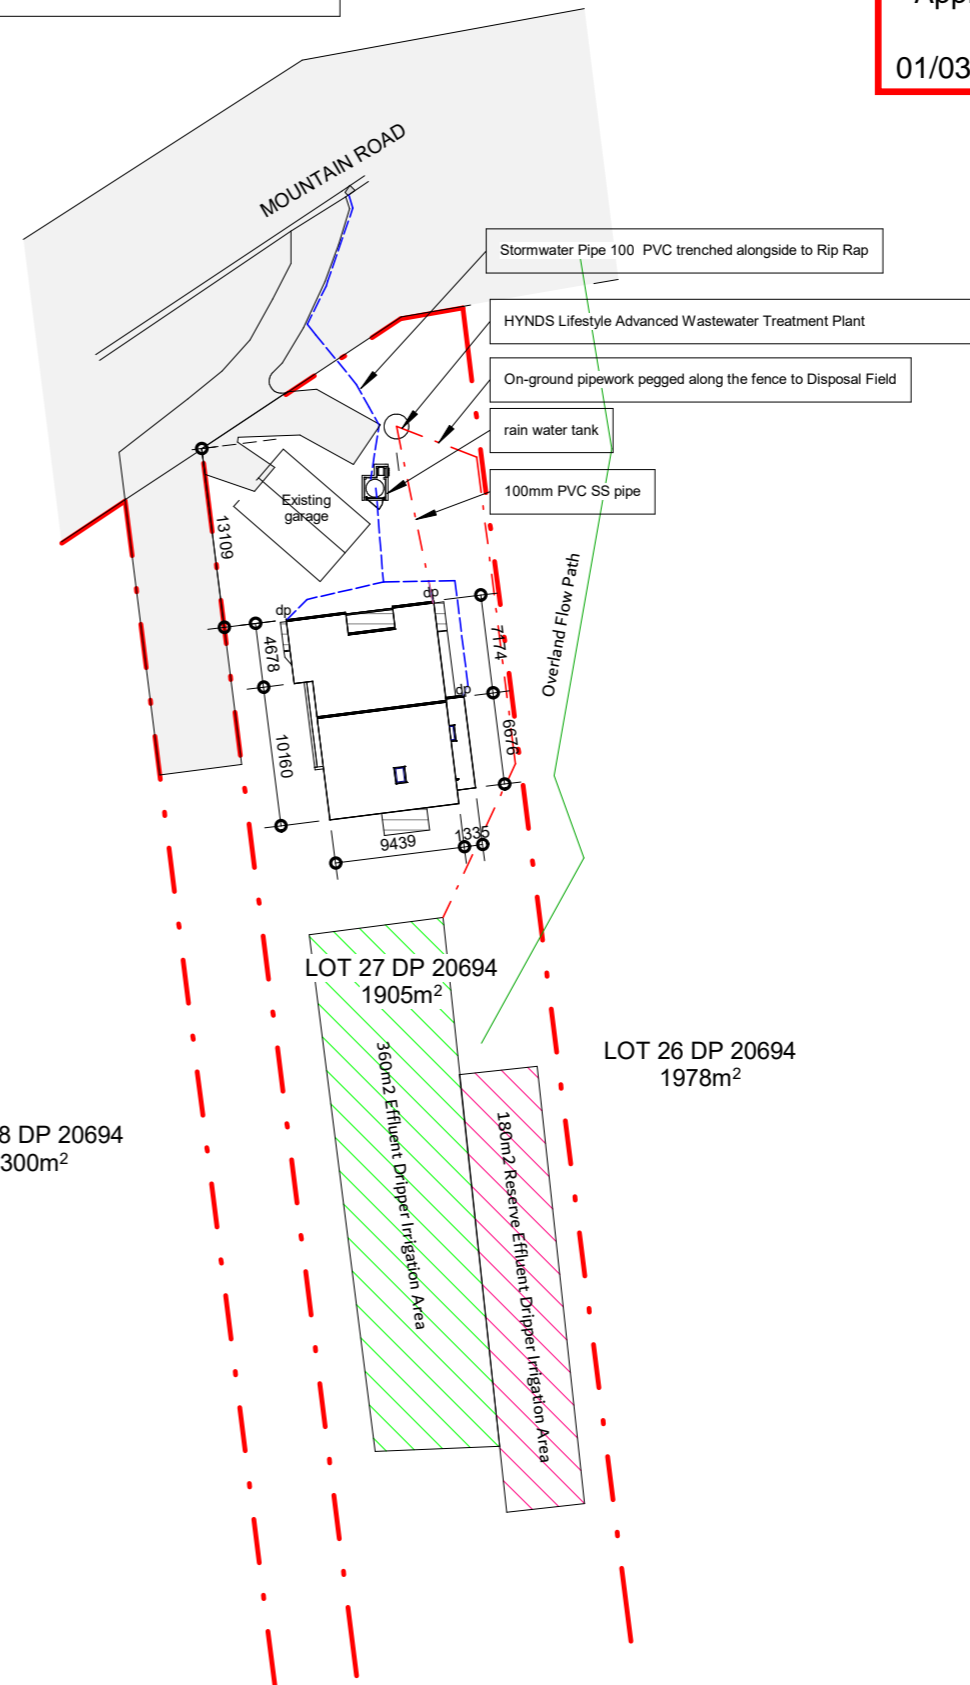 01/03
MOUNTAIN ROAD
Stormwater Pipe 100 PVC trenched alongside to Rip Rap
HYNDS Lifestyle Advanced Wastewater Treatment Plant
On-ground pipework pegged along the fence to Disposal Field
rain water tank
100mm PVC SS pipe
Existing
garage
13109
Overland Flow Path
dp
dp
4678
7174
dp
6676
10160
9439
1335
LOT 27 DP 20694
1905m²
360m2 Effluent Dripper Irrigation Area
LOT 26 DP 20694
1978m²
180m2 Reserve Effluent Dripper Irrigation Area
8 DP 20694
300m²